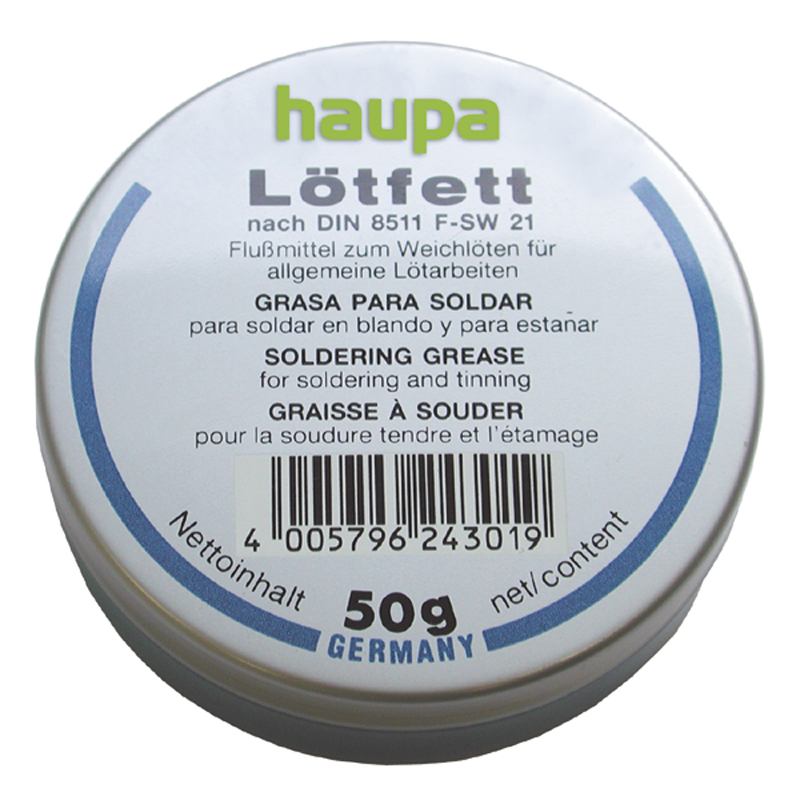 haupa
Lötfett
nach DIN 8511 F-SW 21
Flußmittel zum Weichlöten für
allgemeine Lötarbeiten
GRASA PARA SOLDAR
para soldar en blando y para estañar
SOLDERING GREASE
for soldering and tinning
GRAISSE À SOUDER
pour la soudure tendre et l'étamage
4 005796 243019
Nettoinhalt 50g net/content
GERMANY